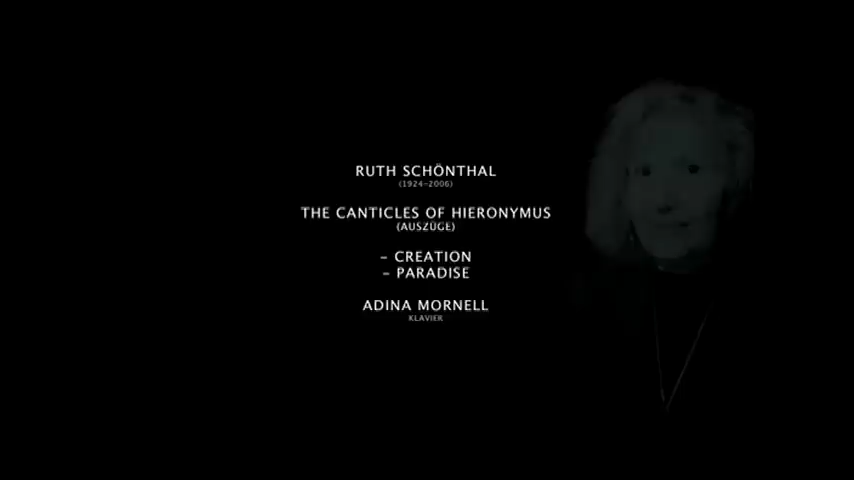 RUTH SCHÖNTHAL
(1924-2006)
THE CANTICLES OF HIERONYMUS
(AUSZÜGE)
- CREATION
- PARADISE
ADINA MORNELL
KLAVIER